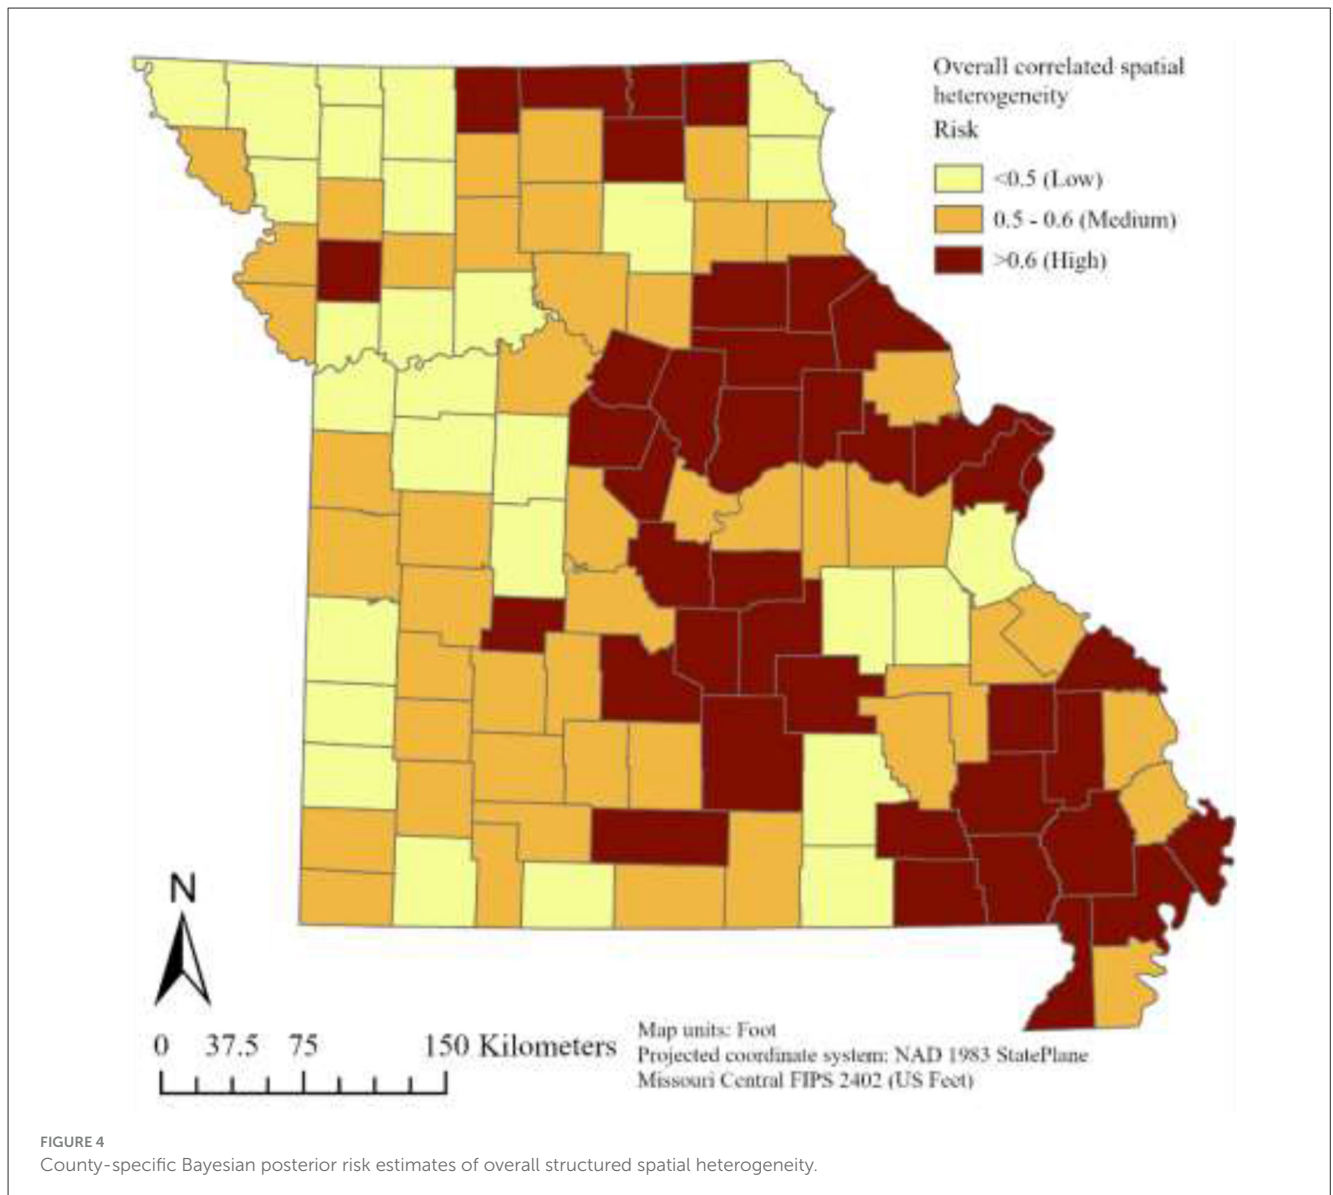 Overall correlated spatial
heterogeneity
Risk
<0.5 (Low)
0.5 - 0.6 (Medium)
>0.6 (High)
N
0 37.5 75 150 Kilometers
Map units: Foot
Projected coordinate system: NAD 1983 StatePlane
Missouri Central FIPS 2402 (US Feet)
FIGURE 4
County-specific Bayesian posterior risk estimates of overall structured spatial heterogeneity.